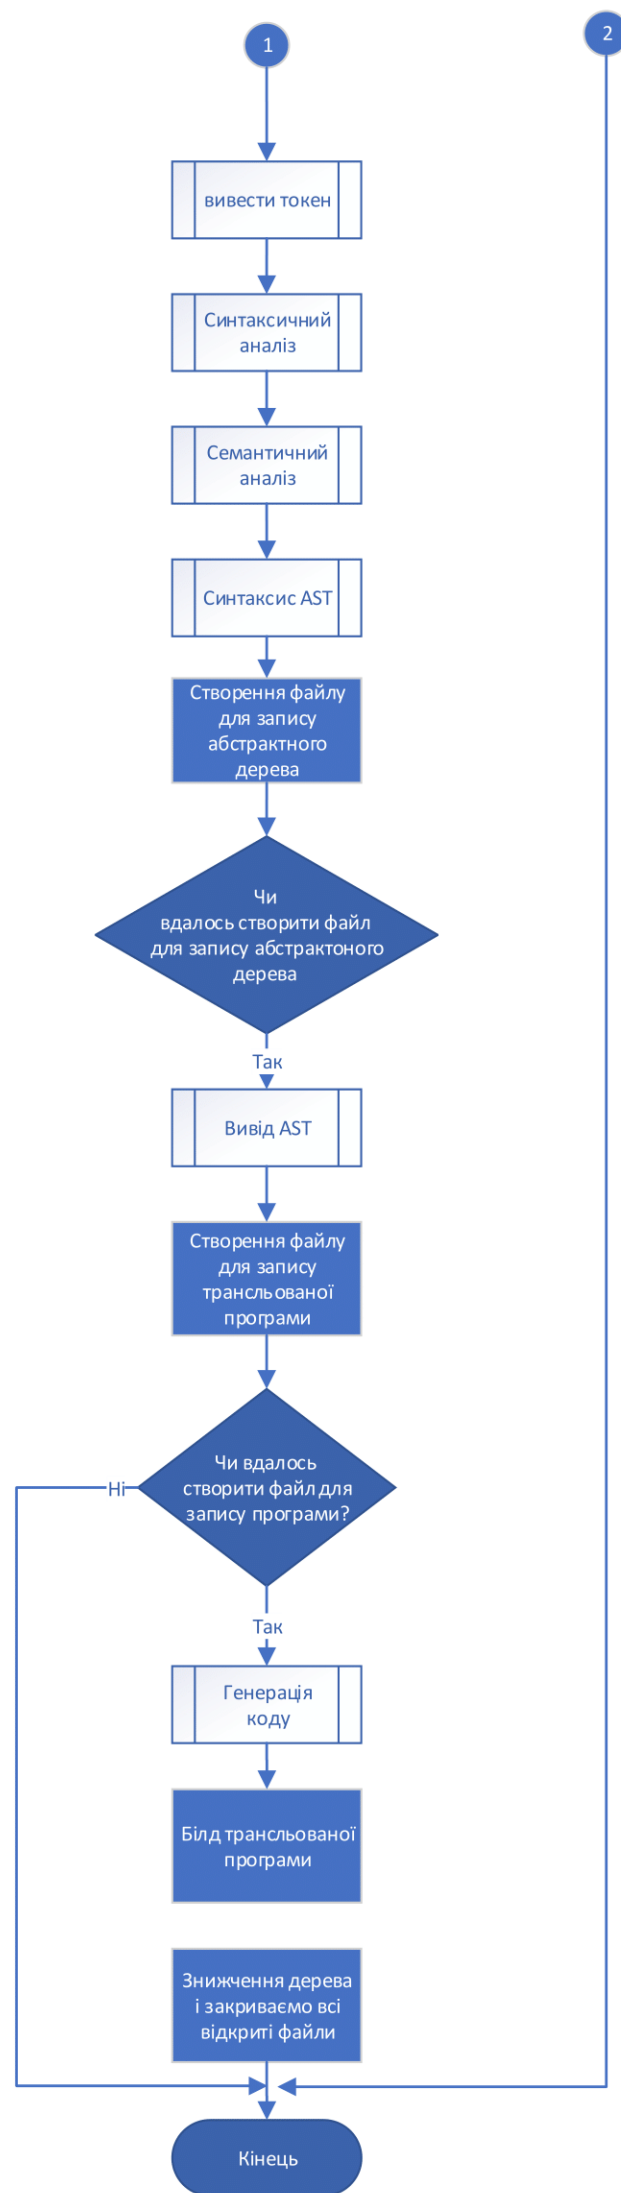 1
2
вивести токен
Синтаксичний
аналіз
Семантичний
аналіз
Синтаксис AST
Створення файлу
для запису
абстрактного
дерева
Чи
вдалось створити файл
для запису абстрактоного
дерева
Так
Вивід AST
Створення файлу
для запису
трансльованої
програми
Чи вдалось
створити файл для
запису програми?
Ні
Так
Генерація
коду
Білд трансльованої
програми
Знижчення дерева
і закриваємо всі
відкриті файли
Кінець